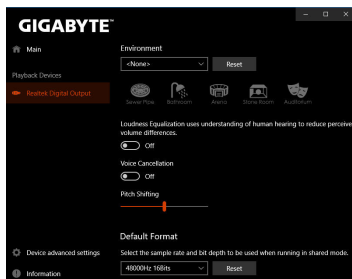 GIGABYTE™
Main
Playback Devices
Realtek Digital Output
Device advanced settings
Information
Environment
<None>
Reset
Sewer Pipe
Bathroom
Arena
Stone Room
Auditorium
Loudness Equalization uses understanding of human hearing to reduce perceive
volume differences.
Off
Voice Cancellation
Off
Pitch Shifting
Default Format
Select the sample rate and bit depth to be used when running in shared mode.
48000Hz 16Bits
Reset